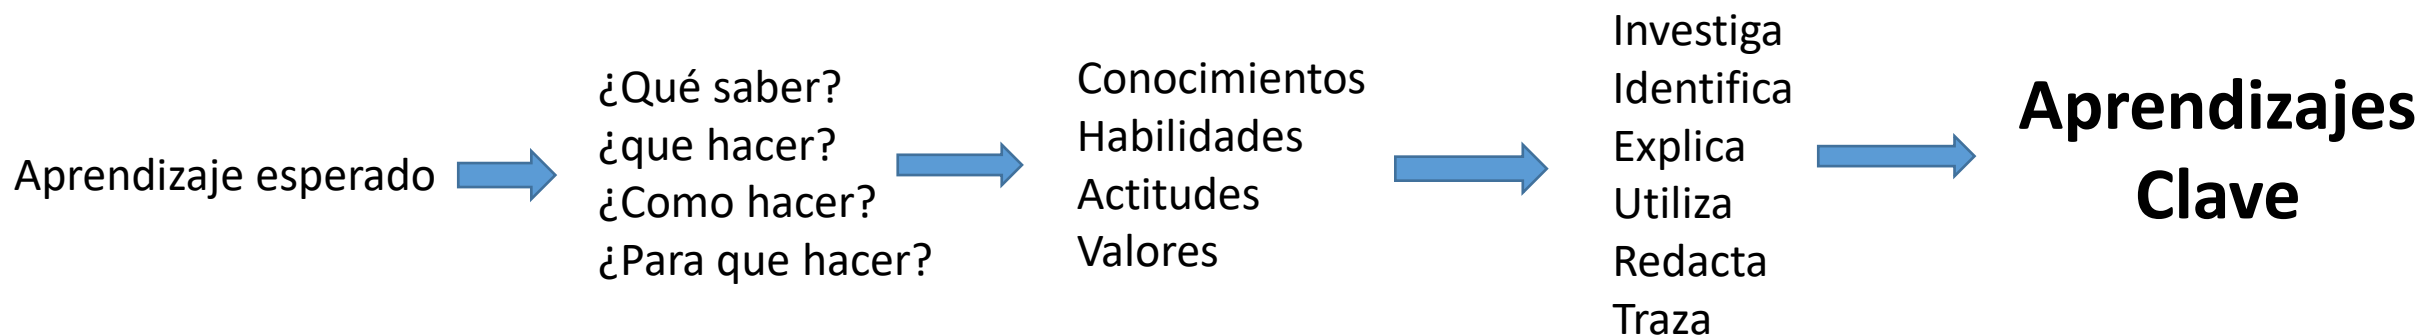 Aprendizaje esperado
¿Qué saber?
¿que hacer?
¿Como hacer?
¿Para que hacer?
Conocimientos
Habilidades
Actitudes
Valores
Investiga
Identifica
Explica
Utiliza
Redacta
Traza
Aprendizajes
Clave